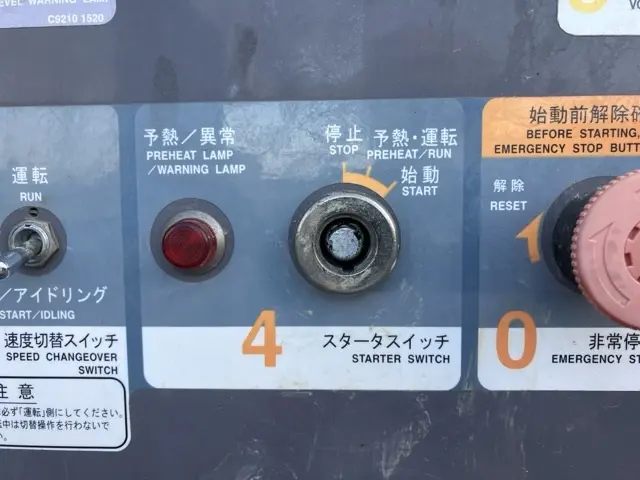 LEVEL WARNING LAMP
CS210 1520
運転
RUN
／アイドリング
START/IDLING
速度切替スイッチ
SPEED CHANGEOVER
SWITCH
注 意
必ず「運転」側にしてください。
中は切替操作を行わないで
予熱／異常
PREHEAT LAMP
/WARNING LAMP
停止
STOP
予熱・運転
PREHEAT/RUN
始動
START
4
スタータスイッチ
STARTER SWITCH
始動前解除
BEFORE STARTING,
EMERGENCY STOP BUTT
解除
RESET
0
非常停
EMERGENCY S